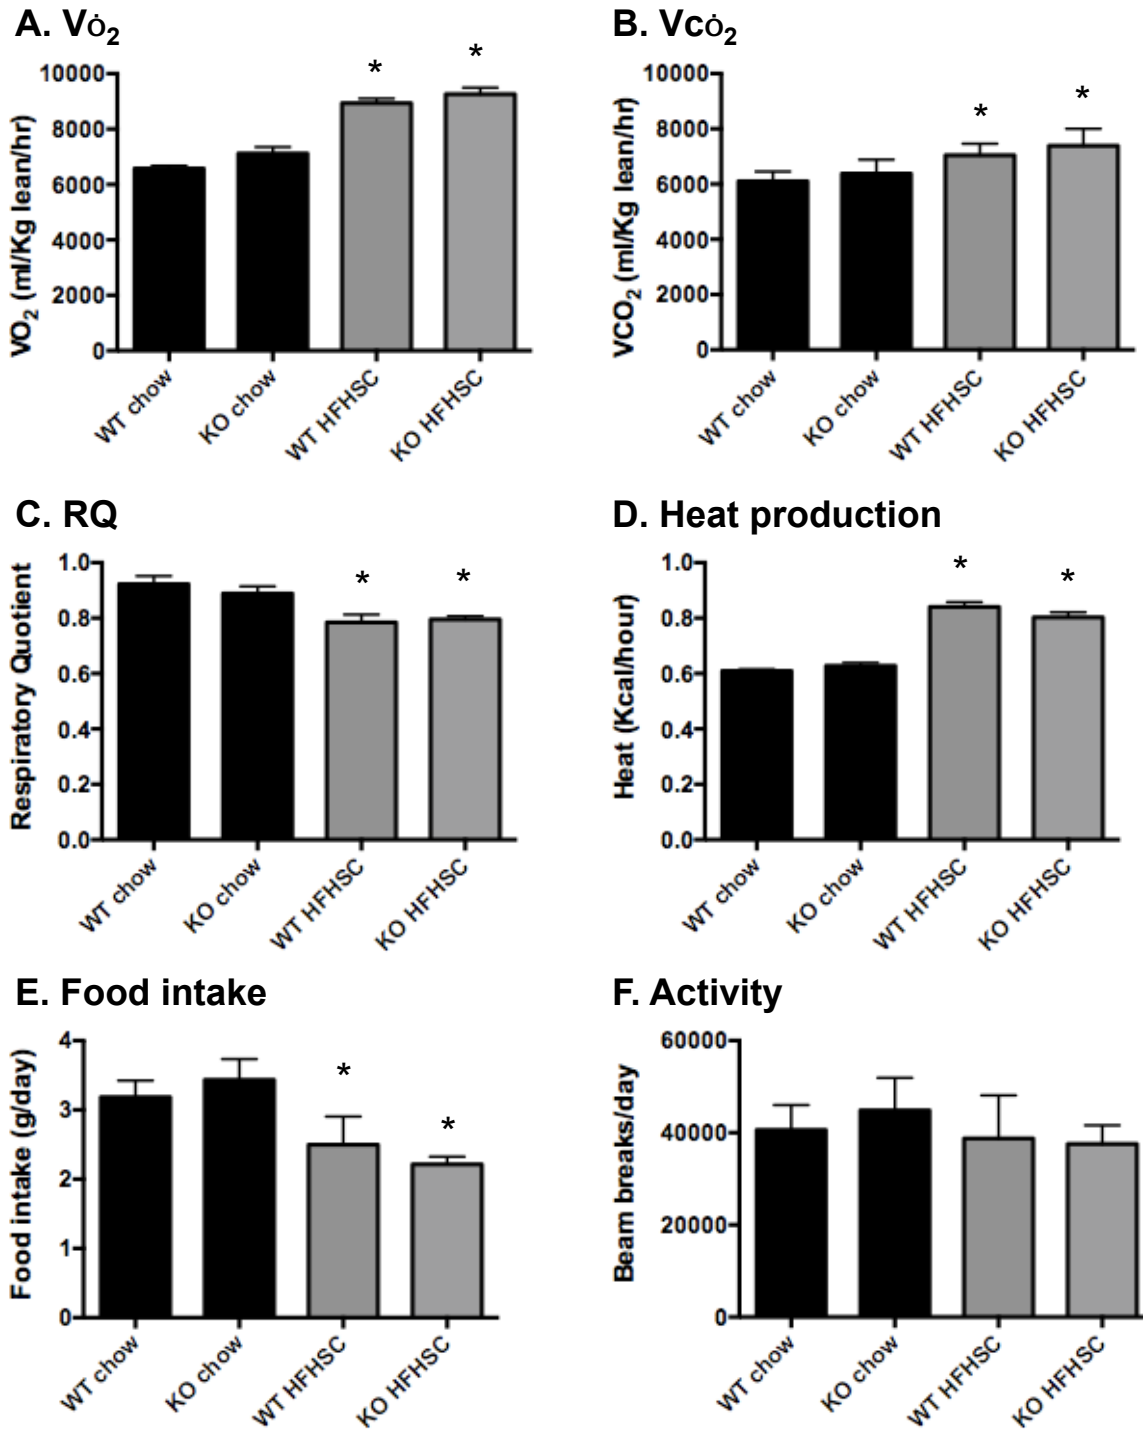 A. Vȯ₂
VO₂ (ml/Kg lean/hr)
10000
8000
6000
4000
2000
0
* *
WT chow
KO chow
WT HFHSC
KO HFHSC
B. Vcȯ₂
VCO₂ (ml/Kg lean/hr)
10000
8000
6000
4000
2000
0
* *
WT chow
KO chow
WT HFHSC
KO HFHSC
C. RQ
Respiratory Quotient
1.0
0.8
0.6
0.4
0.2
0.0
* *
WT chow
KO chow
WT HFHSC
KO HFHSC
D. Heat production
Heat (Kcal/hour)
1.0
0.8
0.6
0.4
0.2
0.0
* *
WT chow
KO chow
WT HFHSC
KO HFHSC
E. Food intake
Food intake (g/day)
4
3
2
1
0
* *
WT chow
KO chow
WT HFHSC
KO HFHSC
F. Activity
Beam breaks/day
60000
40000
20000
0
WT chow
KO chow
WT HFHSC
KO HFHSC